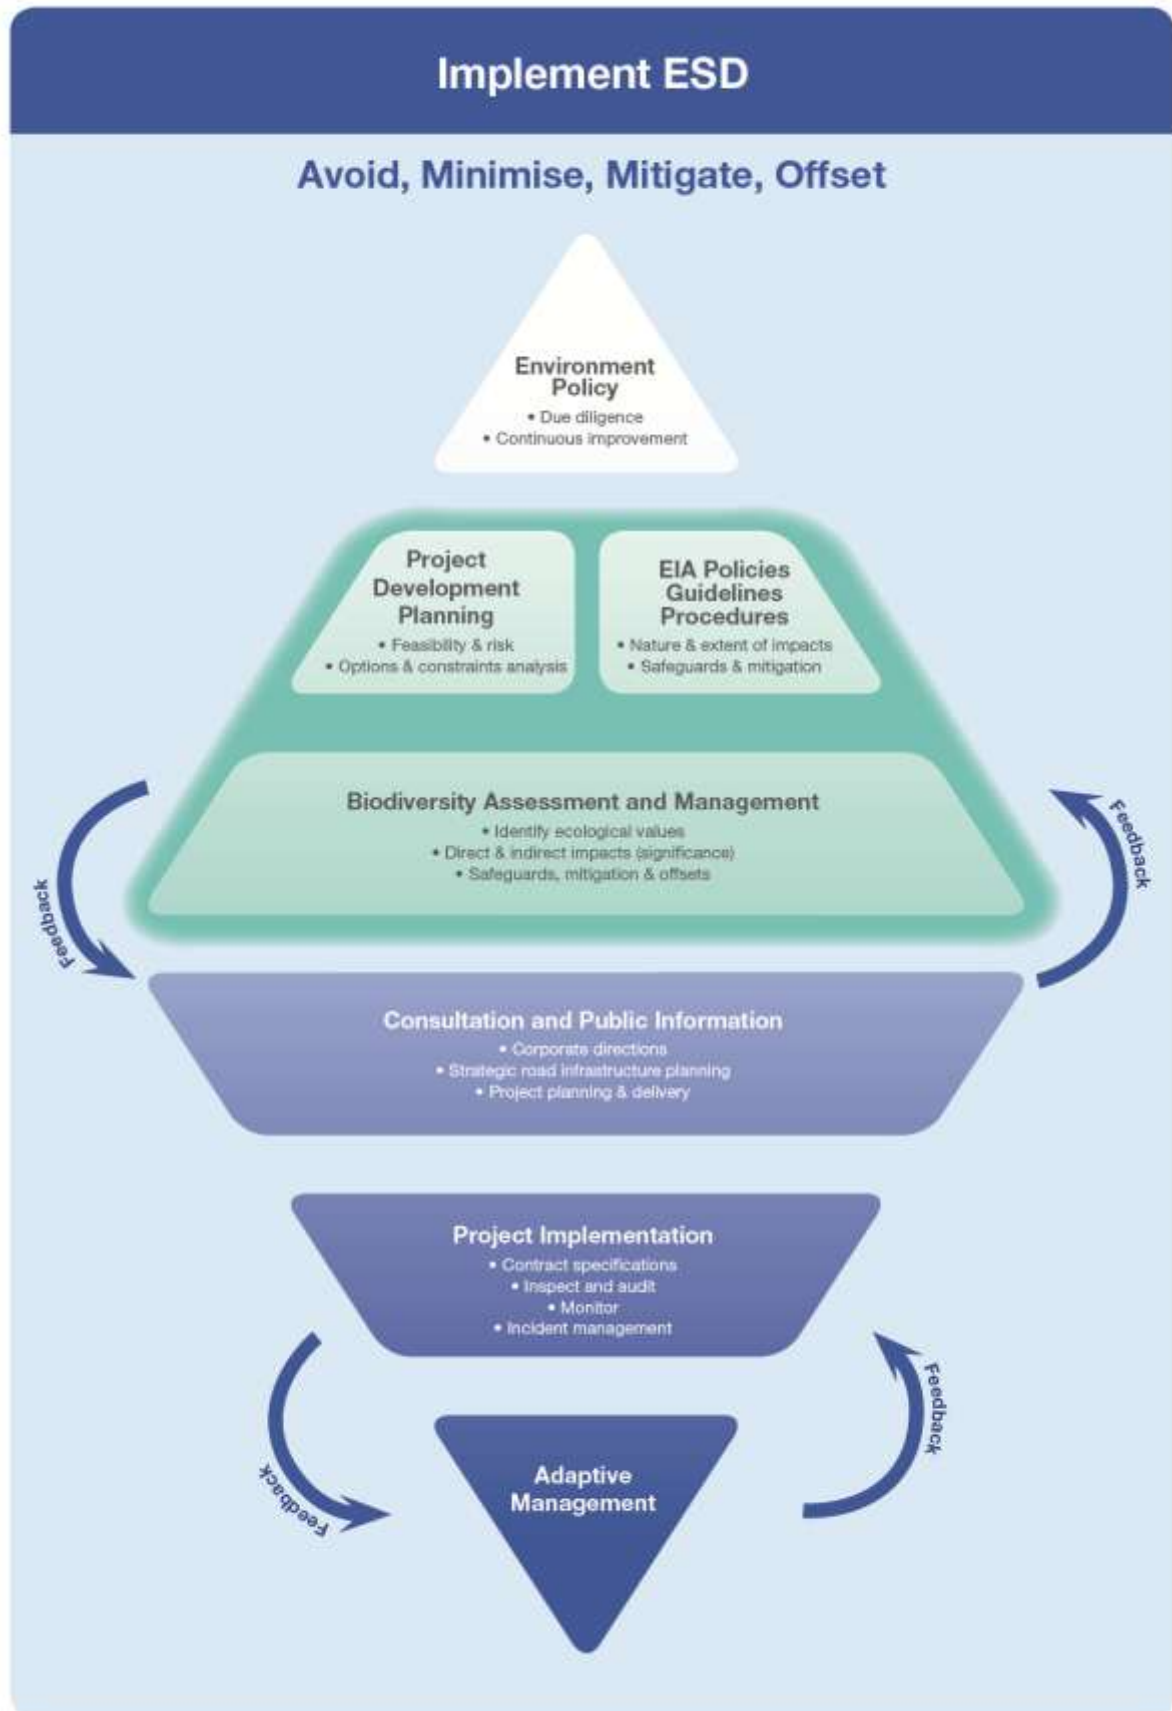 Implement ESD
Avoid, Minimise, Mitigate, Offset
Environment
Policy
• Due diligence
• Continuous improvement
Project
Development
Planning
• Feasibility & risk
• Options & constraints analysis
EIA Policies
Guidelines
Procedures
• Nature & extent of impacts
• Safeguards & mitigation
Biodiversity Assessment and Management
• Identify ecological values
• Direct & indirect impacts (significance)
• Safeguards, mitigation & offsets
Feedback
Feedback
Consultation and Public Information
• Corporate directions
• Strategic road infrastructure planning
• Project planning & delivery
Project Implementation
• Contract specifications
• Inspect and audit
• Monitor
• Incident management
Feedback
Feedback
Adaptive
Management